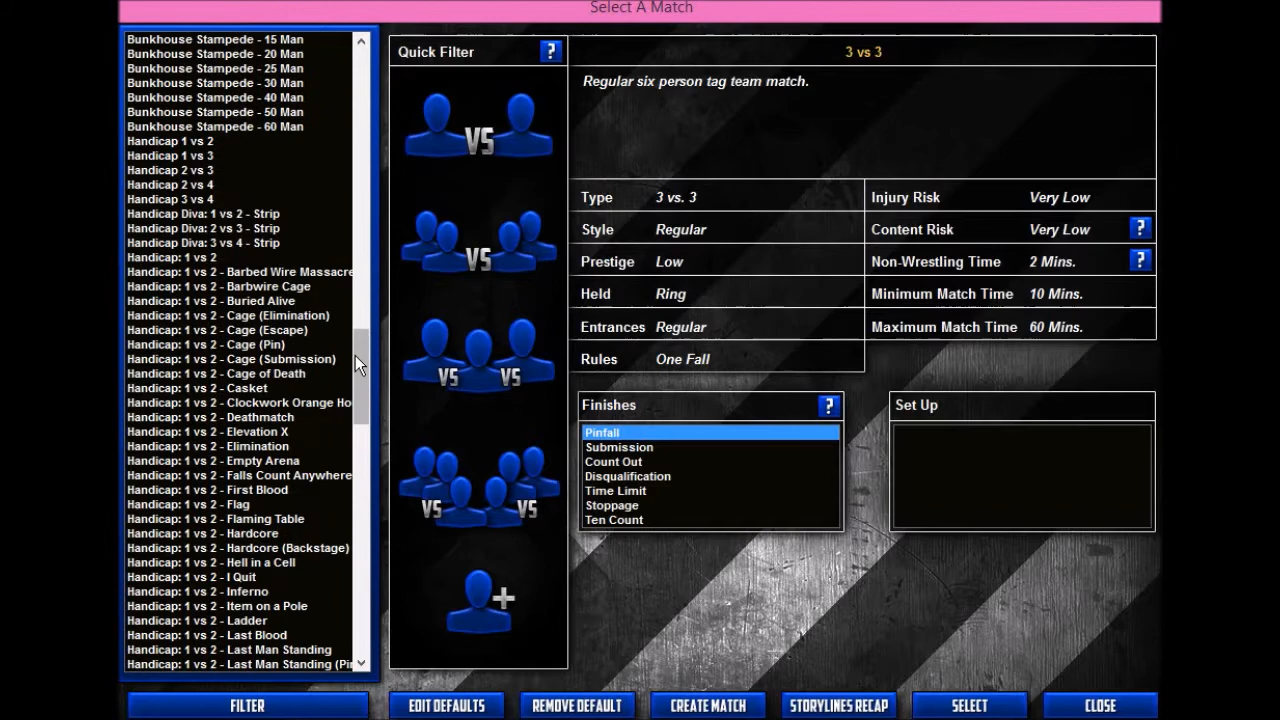 Select A Match
Bunkhouse Stampede - 15 Man
Bunkhouse Stampede - 20 Man
Bunkhouse Stampede - 25 Man
Bunkhouse Stampede - 30 Man
Bunkhouse Stampede - 40 Man
Bunkhouse Stampede - 50 Man
Bunkhouse Stampede - 60 Man
Handicap 1 vs 2
Handicap 1 vs 3
Handicap 2 vs 3
Handicap 2 vs 4
Handicap 3 vs 4
Handicap Diva: 1 vs 2 - Strip
Handicap Diva: 2 vs 3 - Strip
Handicap Diva: 3 vs 4 - Strip
Handicap: 1 vs 2
Handicap: 1 vs 2 - Barbed Wire Massacre
Handicap: 1 vs 2 - Barbwire Cage
Handicap: 1 vs 2 - Buried Alive
Handicap: 1 vs 2 - Cage (Elimination)
Handicap: 1 vs 2 - Cage (Escape)
Handicap: 1 vs 2 - Cage (Pin)
Handicap: 1 vs 2 - Cage (Submission)
Handicap: 1 vs 2 - Cage of Death
Handicap: 1 vs 2 - Casket
Handicap: 1 vs 2 - Clockwork Orange Ho
Handicap: 1 vs 2 - Deathmatch
Handicap: 1 vs 2 - Elevation X
Handicap: 1 vs 2 - Elimination
Handicap: 1 vs 2 - Empty Arena
Handicap: 1 vs 2 - Falls Count Anywhere
Handicap: 1 vs 2 - First Blood
Handicap: 1 vs 2 - Flag
Handicap: 1 vs 2 - Flaming Table
Handicap: 1 vs 2 - Hardcore
Handicap: 1 vs 2 - Hardcore (Backstage)
Handicap: 1 vs 2 - Hell in a Cell
Handicap: 1 vs 2 - I Quit
Handicap: 1 vs 2 - Inferno
Handicap: 1 vs 2 - Item on a Pole
Handicap: 1 vs 2 - Ladder
Handicap: 1 vs 2 - Last Blood
Handicap: 1 vs 2 - Last Man Standing
Handicap: 1 vs 2 - Last Man Standing (Pi
Quick Filter ?
VS
VS
VS VS
VS VS
3 vs 3
Regular six person tag team match.
Type 3 vs. 3
Style Regular
Prestige Low
Held Ring
Entrances Regular
Rules One Fall
Injury Risk Very Low
Content Risk Very Low ?
Non-Wrestling Time 2 Mins. ?
Minimum Match Time 10 Mins.
Maximum Match Time 60 Mins.
Finishes ?
Pinfall
Submission
Count Out
Disqualification
Time Limit
Stoppage
Ten Count
Set Up
FILTER
EDIT DEFAULTS
REMOVE DEFAULT
CREATE MATCH
STORYLINES RECAP
SELECT
CLOSE